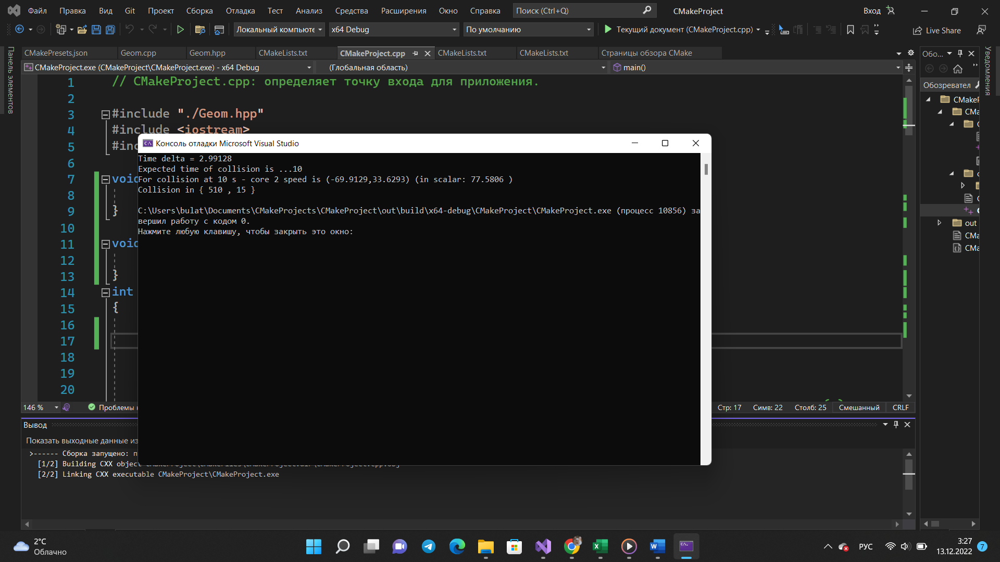 Файл Правка Вид Git Проект Сборка Отладка Тест Анализ Средства Расширения Окно Справка Поиск (Ctrl+Q) CMakeProject Вход
Локальный компьюте x64 Debug По умолчанию Текущий документ (CMakeProject.cpp) Live Share
Панель элементов
CMakePresets.json Geom.cpp Geom.hpp CMakeLists.txt CMakeProject.cpp CMakeLists.txt CMakeLists.txt Страницы обзора CMake
Обо...
Уведомления
CMakeProject.exe (CMakeProject\CMakeProject.exe) - x64 Debug (Глобальная область) main()
Обозревател
1 // CMakeProject.cpp: определяет точку входа для приложения.
2
3 #include "./Geom.hpp"
4 #include <iostream>
5 #inc
6
7 void
8
9 }
10
11 void
12
13 }
14 int
15 {
16
17
18
19
20
CMakeP
CMa
out
CMa
CMa
Консоль отладки Microsoft Visual Studio
Time delta = 2.99128
Expected time of collision is ...10
For collision at 10 s - core 2 speed is (-69.9129,33.6293) (in scalar: 77.5806 )
Collision in { 510 , 15 }
C:\Users\bulat\Documents\CMakeProjects\CMakeProject\out\build\x64-debug\CMakeProject\CMakeProject.exe (процесс 10856) за
вершил работу с кодом 0.
Нажмите любую клавишу, чтобы закрыть это окно:
146 % Проблемы Стр: 17 Симв: 22 Столб: 25 Смешанный CRLF
Вывод
Показать выходные данные из
>------ Сборка запущено: п
[1/2] Building CXX object CMakeProject\CMakeFiles\CMakeProject.dir\CMakeProject.cpp.obj
[2/2] Linking CXX executable CMakeProject\CMakeProject.exe
2°C
Облачно
РУС
3:27
13.12.2022
7